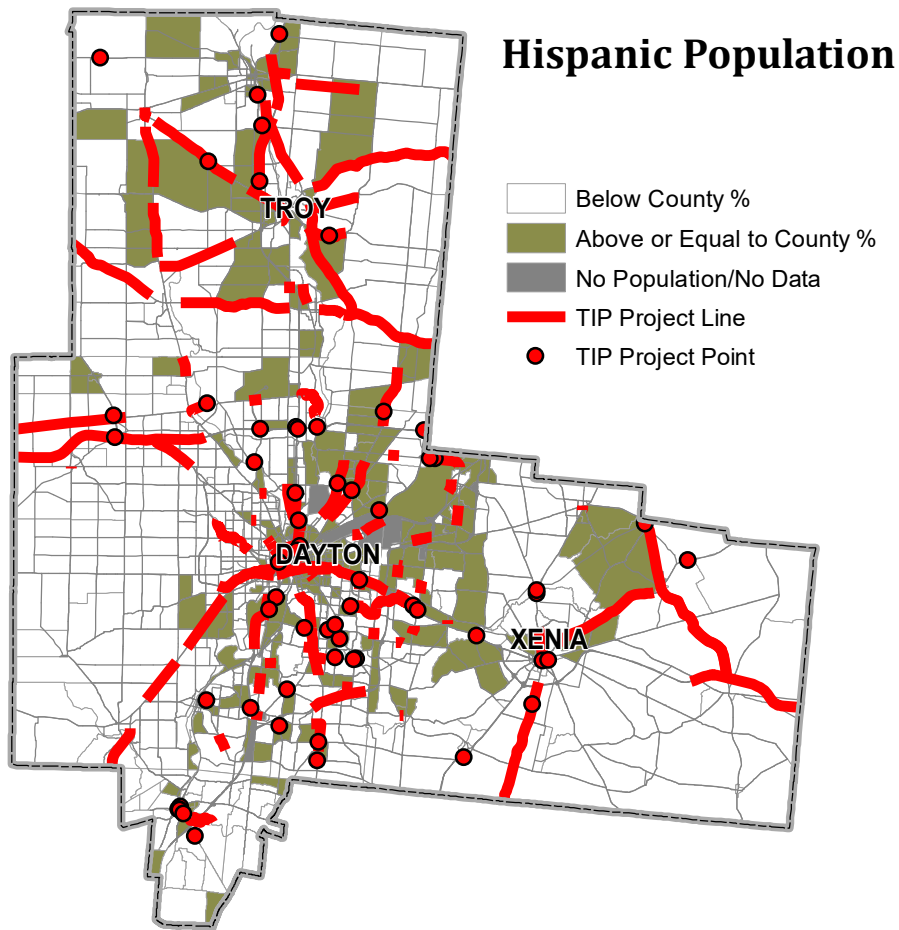 Hispanic Population
Below County %
Above or Equal to County %
No Population/No Data
TIP Project Line
TIP Project Point
TROY
DAYTON
XENIA